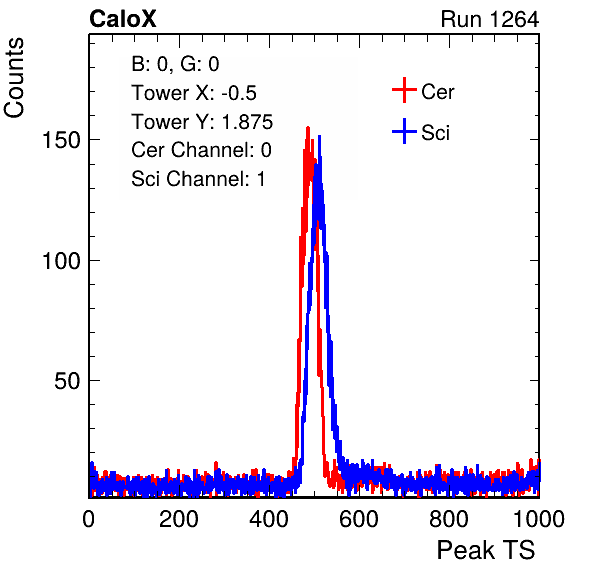 CaloX Run 1264
Counts
B: 0, G: 0
Tower X: -0.5
Tower Y: 1.875
Cer Channel: 0
Sci Channel: 1
Cer
Sci
150
100
50
0 200 400 600 800 1000
Peak TS